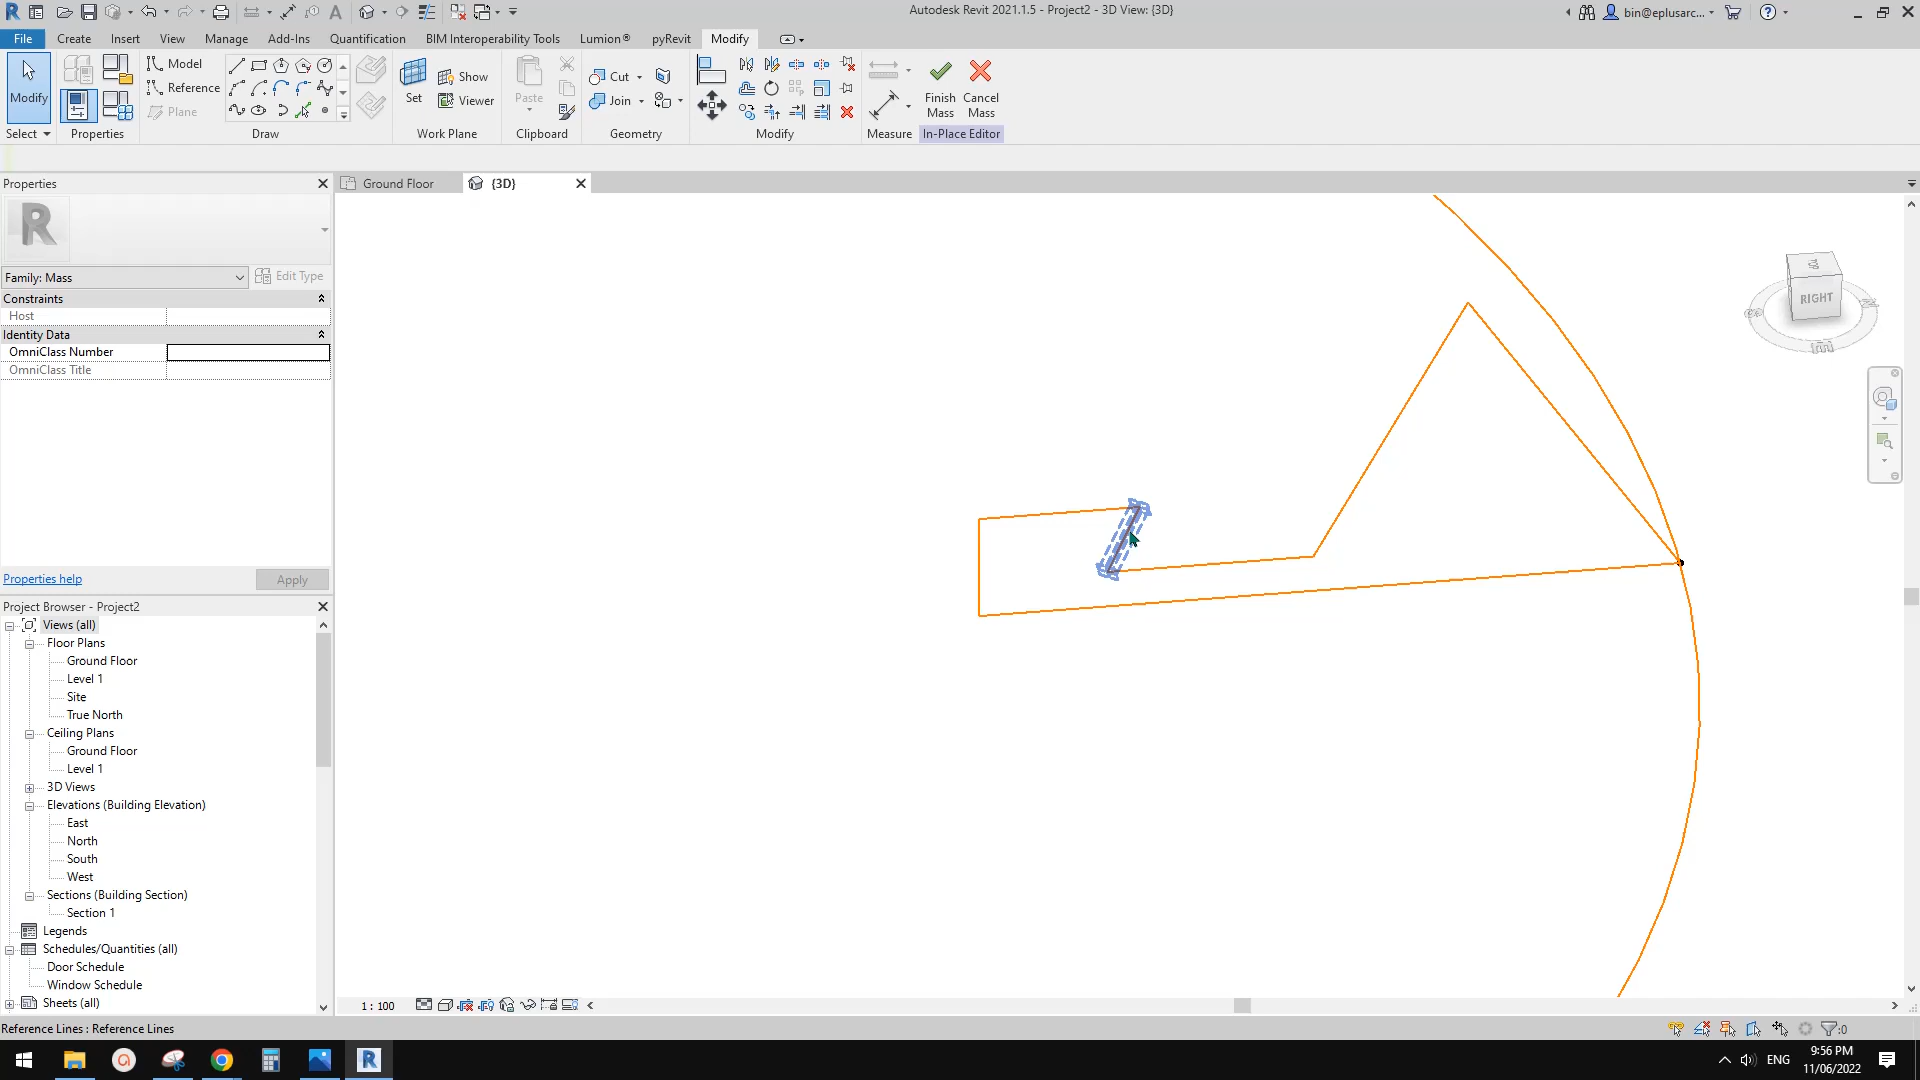 Autodesk Revit 2021.1.5 - Project2 - 3D View: {3D}
bin@eplusarc...
File Create Insert View Manage Add-Ins Quantification BIM Interoperability Tools Lumion® pyRevit Modify
Modify
Model
Reference
Plane
Set
Show
Viewer
Paste
Cut
Join
Finish Mass
Cancel Mass
Select Properties Draw Work Plane Clipboard Geometry Modify Measure In-Place Editor
Properties
Ground Floor
{3D}
Family: Mass
Edit Type
Constraints
Host
Identity Data
OmniClass Number
OmniClass Title
Properties help
Apply
TOP
RIGHT
Project Browser - Project2
Views (all)
Floor Plans
Ground Floor
Level 1
Site
True North
Ceiling Plans
Ground Floor
Level 1
3D Views
Elevations (Building Elevation)
East
North
South
West
Sections (Building Section)
Section 1
Legends
Schedules/Quantities (all)
Door Schedule
Window Schedule
Sheets (all)
1 : 100
Reference Lines : Reference Lines
:0
ENG
9:56 PM
11/06/2022